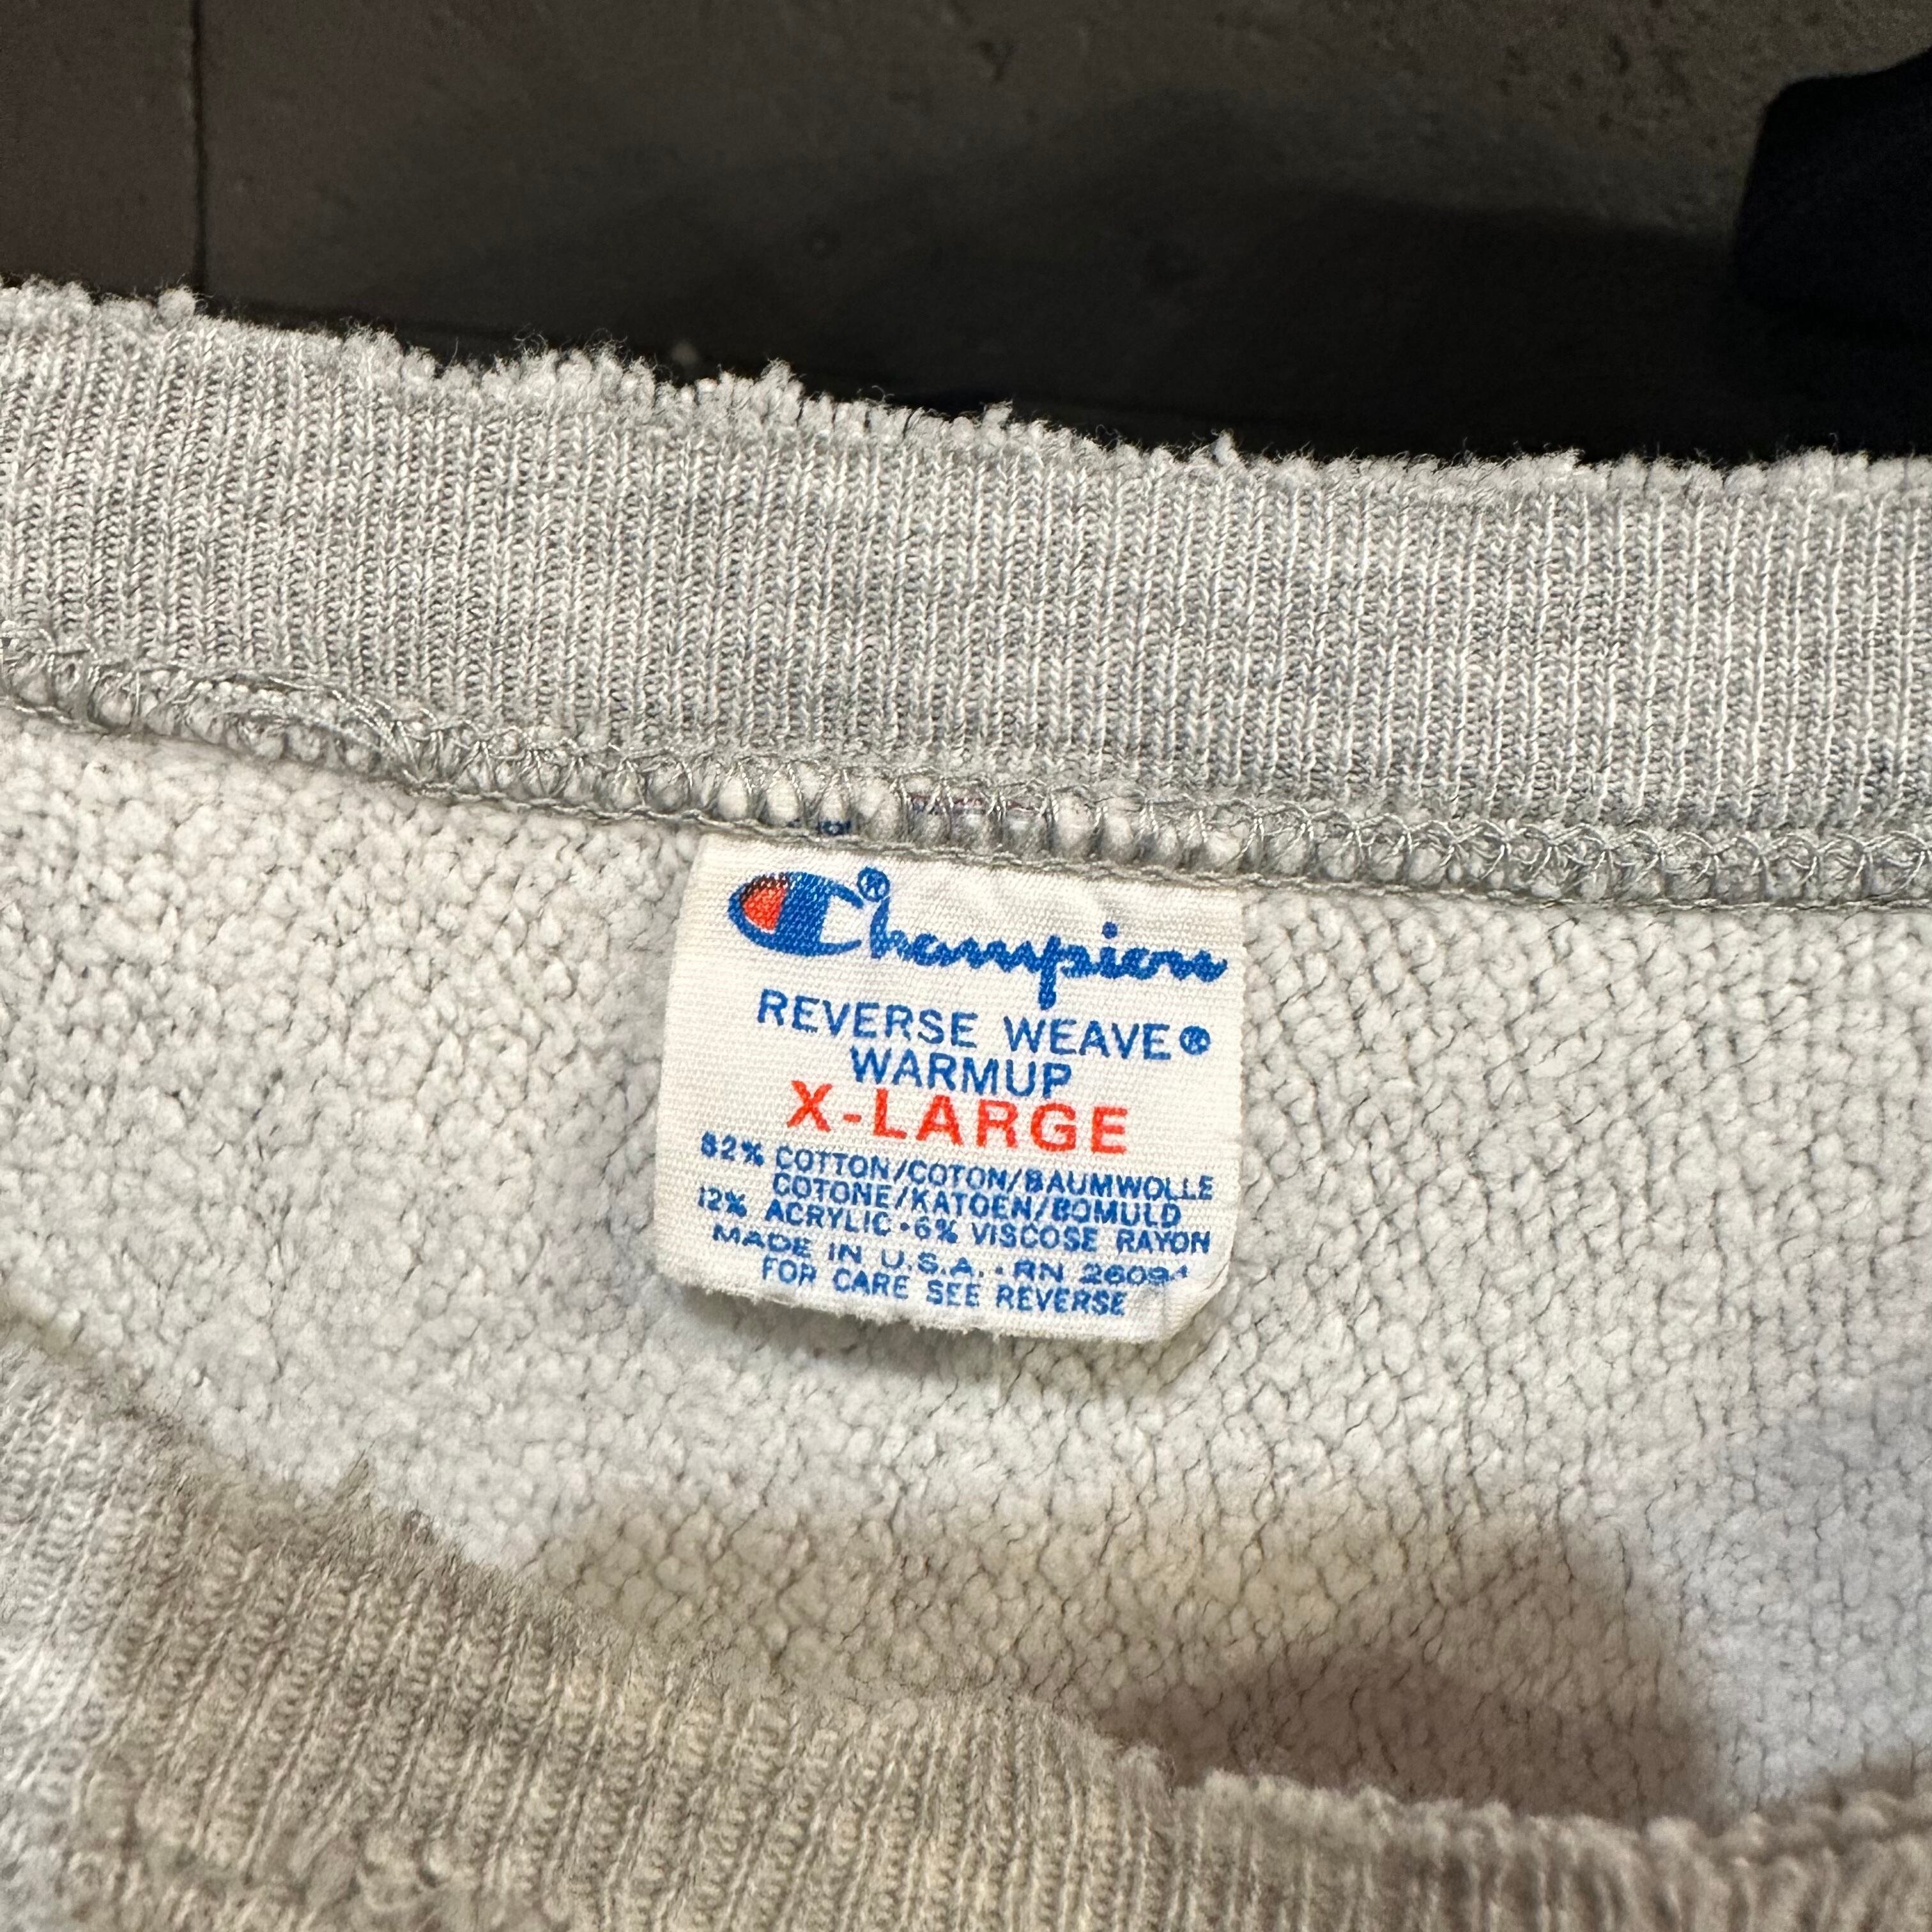 Champion®
REVERSE WEAVE®
WARMUP
X-LARGE
82% COTTON/COTON/BAUMWOLLE
COTONE/KATOEN/BOMULD
12% ACRYLIC • 6% VISCOSE RAYON
MADE IN U.S.A. • RN 26094
FOR CARE SEE REVERSE